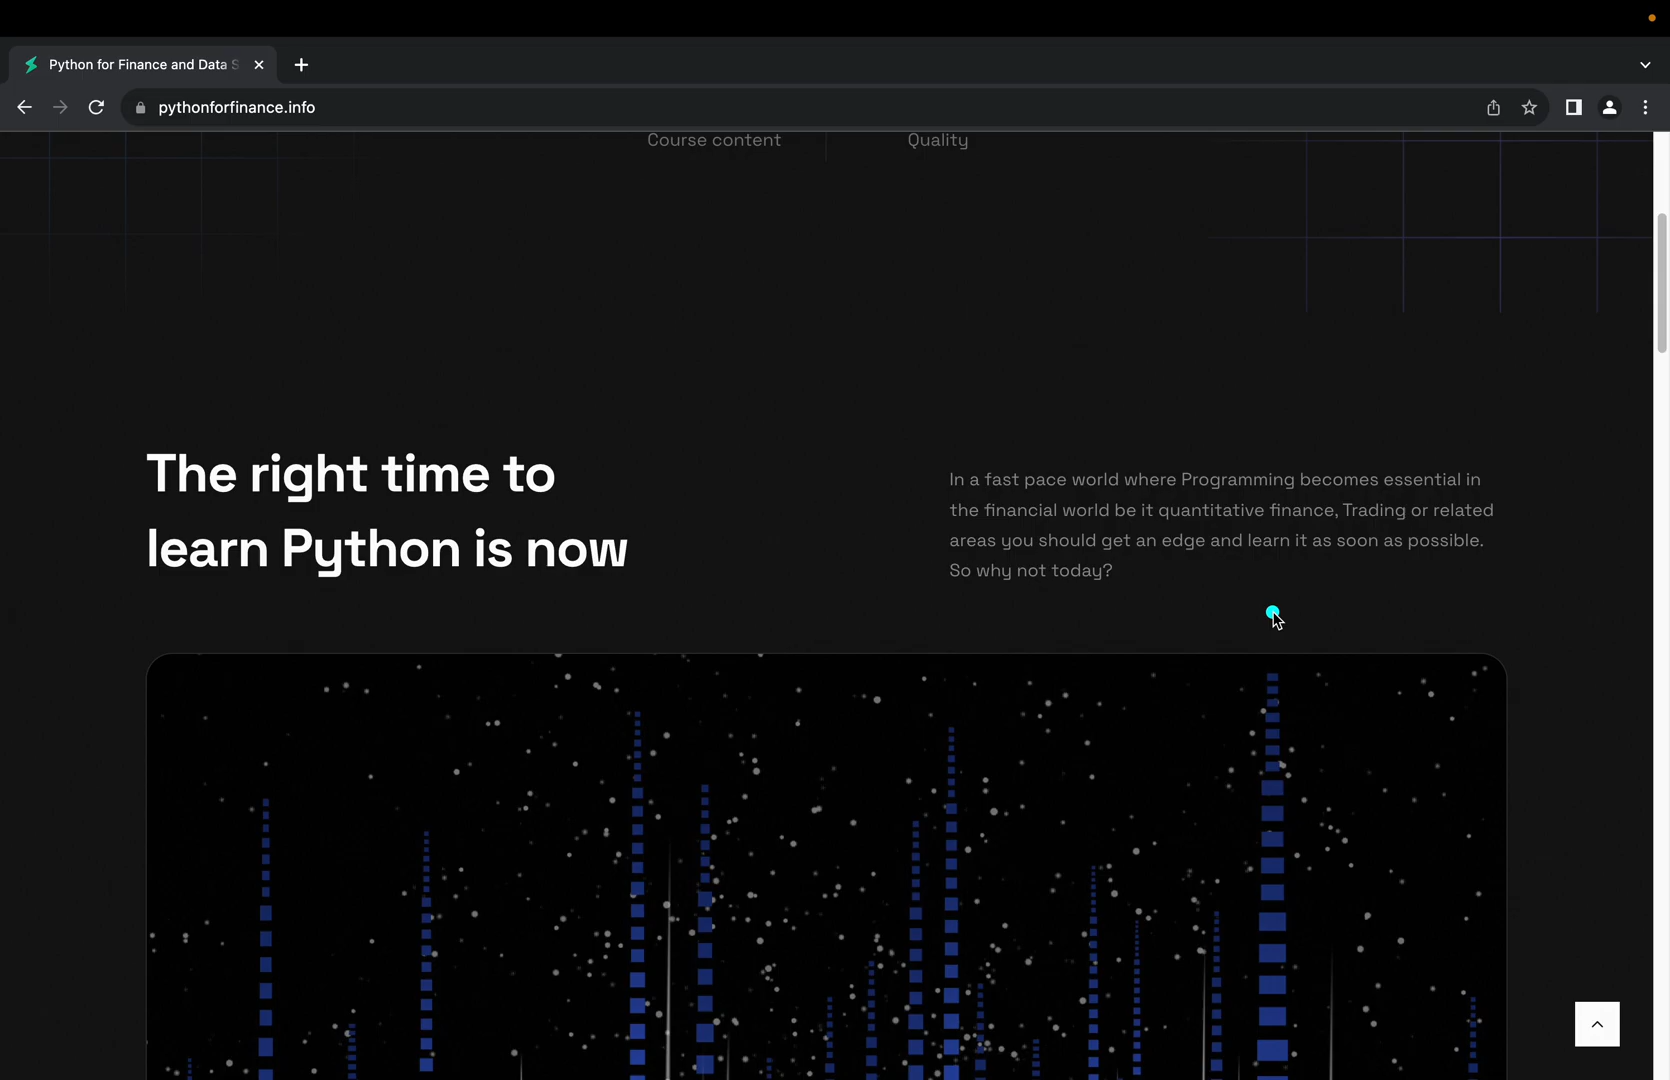 Python for Finance and Data S
pythonforfinance.info
Course content
Quality
The right time to
learn Python is now
In a fast pace world where Programming becomes essential in
the financial world be it quantitative finance, Trading or related
areas you should get an edge and learn it as soon as possible.
So why not today?